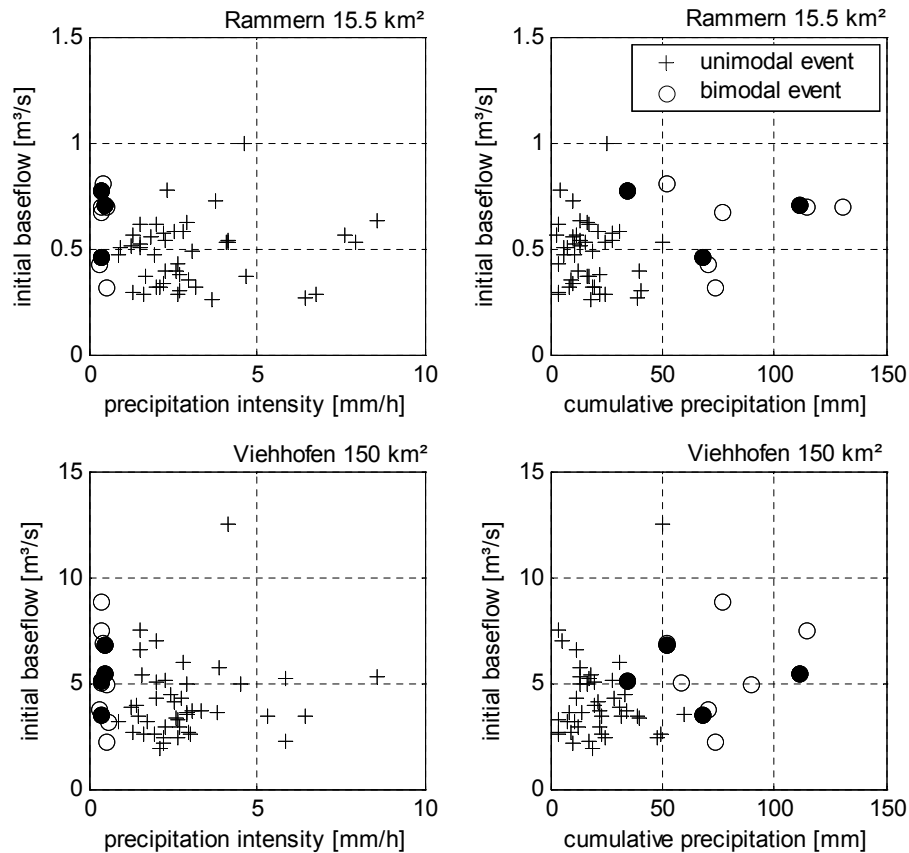 Rammern 15.5 km²
1.5
1
0.5
0
0
5
10
initial baseflow [m³/s]
precipitation intensity [mm/h]
Rammern 15.5 km²
unimodal event
bimodal event
1.5
1
0.5
0
0
50
100
150
initial baseflow [m³/s]
cumulative precipitation [mm]
Viehhofen 150 km²
15
10
5
0
0
5
10
initial baseflow [m³/s]
precipitation intensity [mm/h]
Viehhofen 150 km²
15
10
5
0
0
50
100
150
initial baseflow [m³/s]
cumulative precipitation [mm]